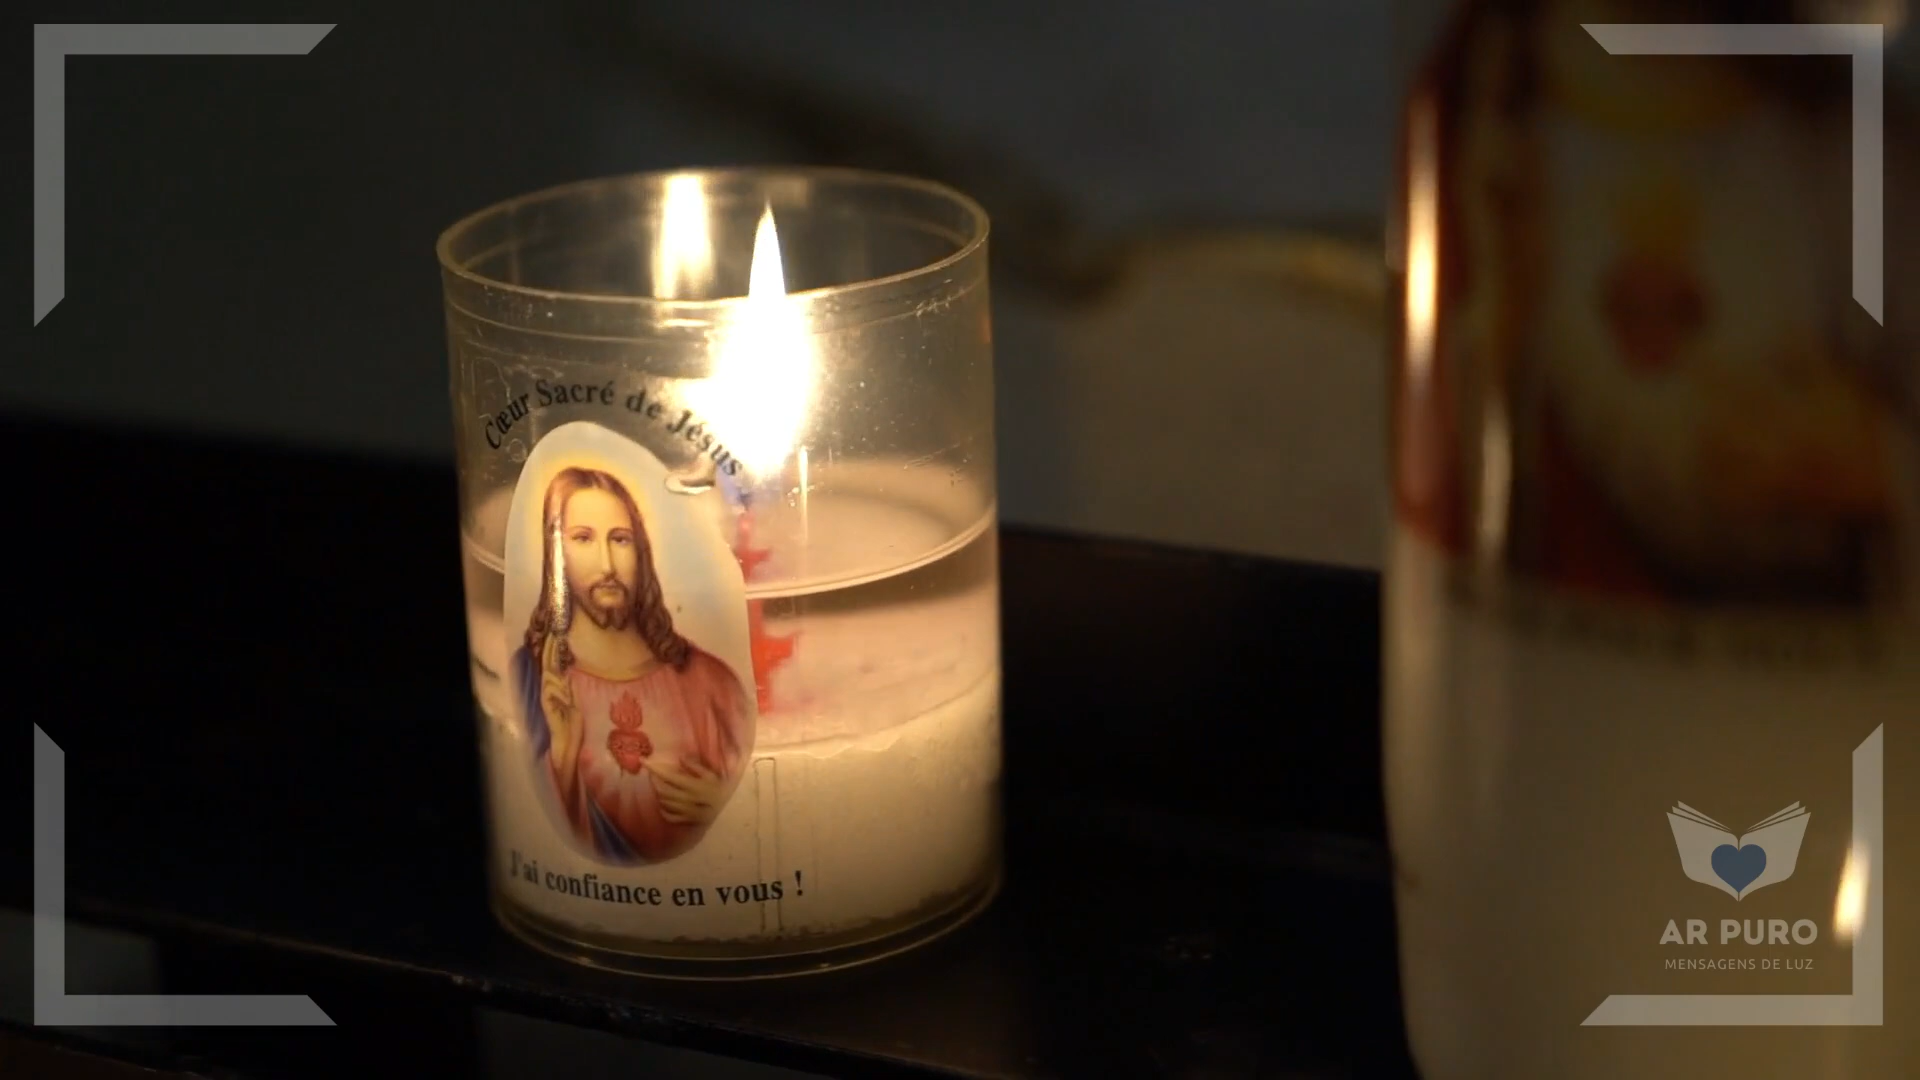 Cœur Sacré de Jésus
J'ai confiance en vous !
AR PURO
MENSAGENS DE LUZ